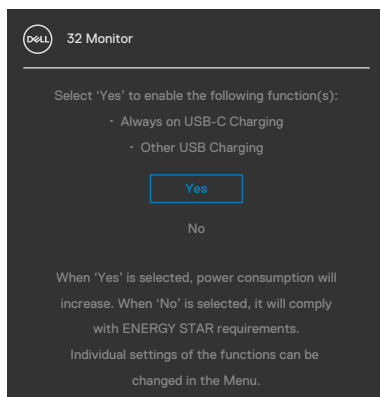 DELL
32 Monitor
Select ‘Yes’ to enable the following function(s):
· Always on USB-C Charging
· Other USB Charging
Yes
No
When ‘Yes’ is selected, power consumption will
increase. When ‘No’ is selected, it will comply
with ENERGY STAR requirements.
Individual settings of the functions can be
changed in the Menu.